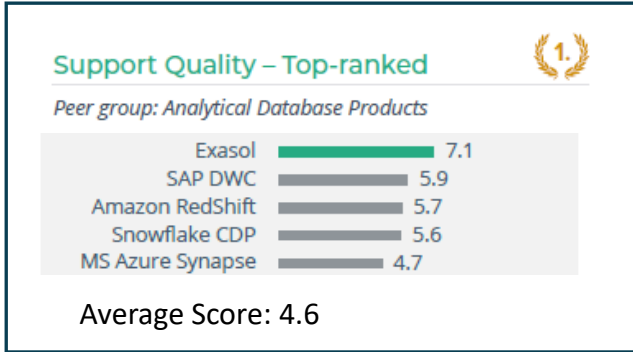 Support Quality – Top-ranked
1.
Peer group: Analytical Database Products
Exasol 7.1
SAP DWC 5.9
Amazon RedShift 5.7
Snowflake CDP 5.6
MS Azure Synapse 4.7
Average Score: 4.6